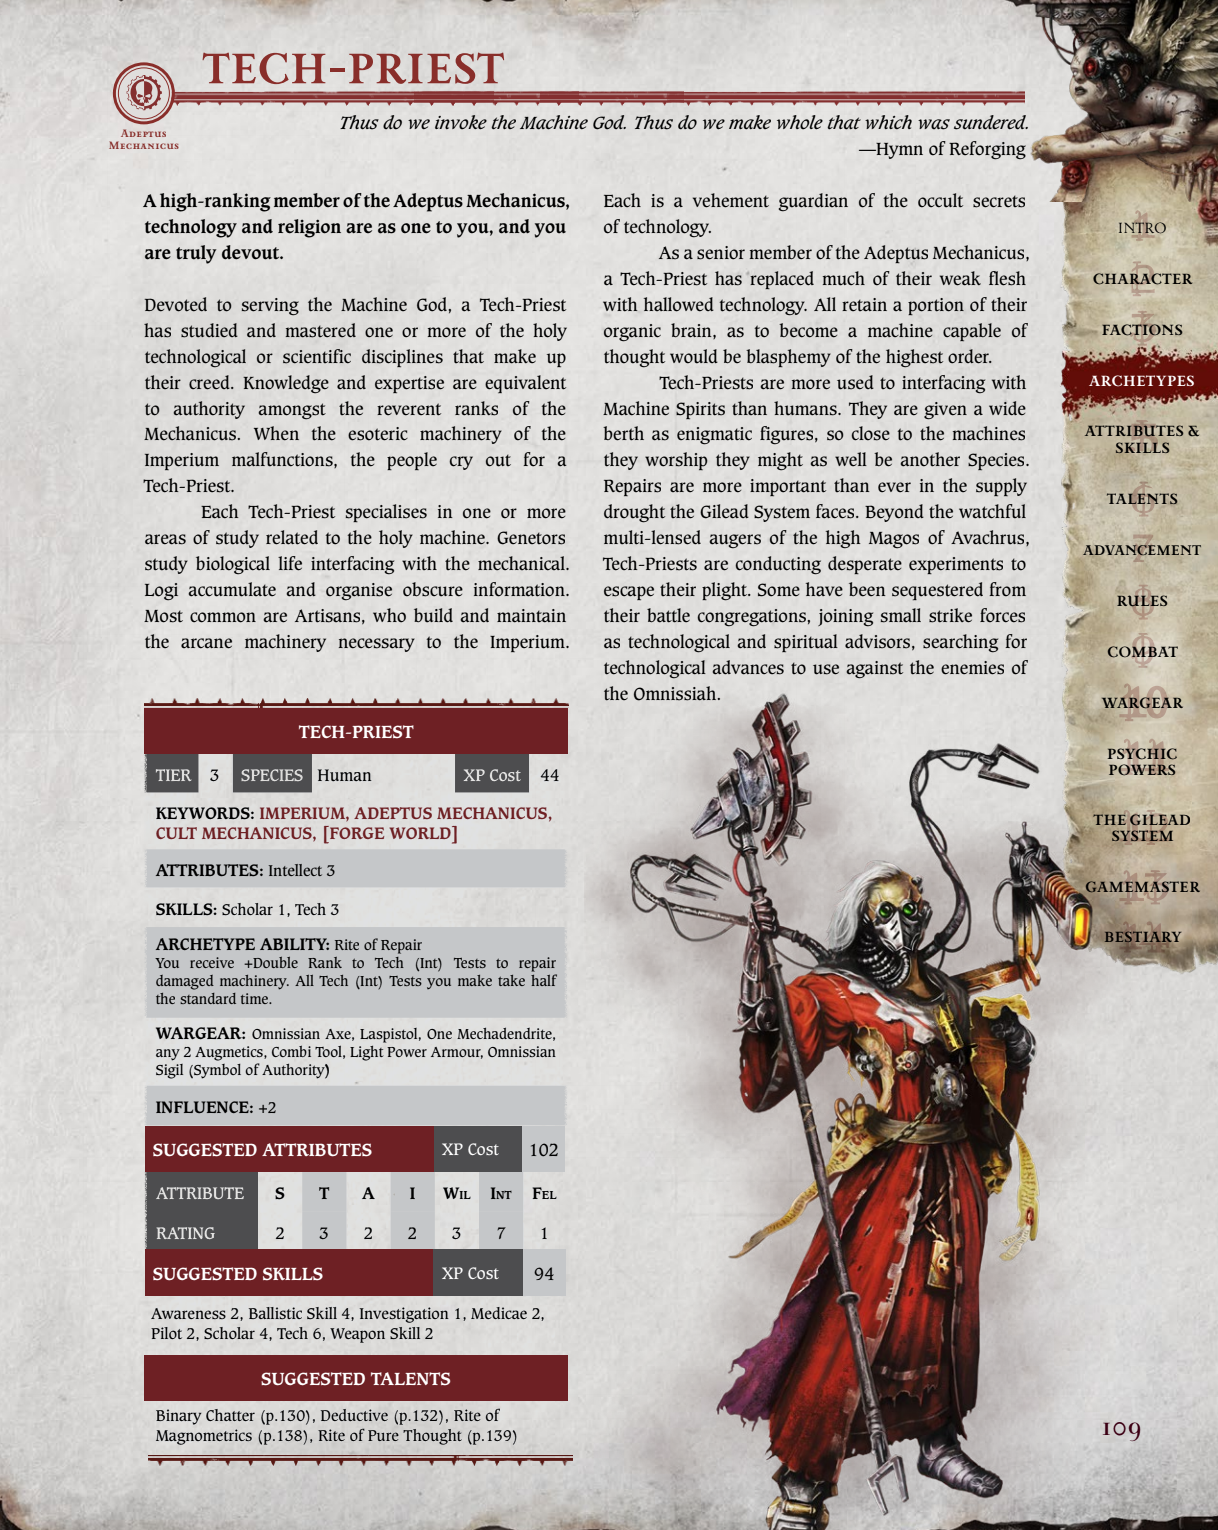 TECH-PRIEST
ADEPTUS
MECHANICUS
Thus do we invoke the Machine God. Thus do we make whole that which was sundered.
—Hymn of Reforging
A high-ranking member of the Adeptus Mechanicus,
technology and religion are as one to you, and you
are truly devout.
Devoted to serving the Machine God, a Tech-Priest
has studied and mastered one or more of the holy
technological or scientific disciplines that make up
their creed. Knowledge and expertise are equivalent
to authority amongst the reverent ranks of the
Mechanicus. When the esoteric machinery of the
Imperium malfunctions, the people cry out for a
Tech-Priest.
Each Tech-Priest specialises in one or more
areas of study related to the holy machine. Genetors
study biological life interfacing with the mechanical.
Logi accumulate and organise obscure information.
Most common are Artisans, who build and maintain
the arcane machinery necessary to the Imperium.
Each is a vehement guardian of the occult secrets
of technology.
As a senior member of the Adeptus Mechanicus,
a Tech-Priest has replaced much of their weak flesh
with hallowed technology. All retain a portion of their
organic brain, as to become a machine capable of
thought would be blasphemy of the highest order.
Tech-Priests are more used to interfacing with
Machine Spirits than humans. They are given a wide
berth as enigmatic figures, so close to the machines
they worship they might as well be another Species.
Repairs are more important than ever in the supply
drought the Gilead System faces. Beyond the watchful
multi-lensed augers of the high Magos of Avachrus,
Tech-Priests are conducting desperate experiments to
escape their plight. Some have been sequestered from
their battle congregations, joining small strike forces
as technological and spiritual advisors, searching for
technological advances to use against the enemies of
the Omnissiah.
TECH-PRIEST
TIER 3 SPECIES Human XP Cost 44
KEYWORDS: IMPERIUM, ADEPTUS MECHANICUS,
CULT MECHANICUS, [FORGE WORLD]
ATTRIBUTES: Intellect 3
SKILLS: Scholar 1, Tech 3
ARCHETYPE ABILITY: Rite of Repair
You receive +Double Rank to Tech (Int) Tests to repair
damaged machinery. All Tech (Int) Tests you make take half
the standard time.
WARGEAR: Omnissian Axe, Laspistol, One Mechadendrite,
any 2 Augmetics, Combi Tool, Light Power Armour, Omnissian
Sigil (Symbol of Authority)
INFLUENCE: +2
SUGGESTED ATTRIBUTES XP Cost 102
ATTRIBUTE S T A I WIL INT FEL
RATING 2 3 2 2 3 7 1
SUGGESTED SKILLS XP Cost 94
Awareness 2, Ballistic Skill 4, Investigation 1, Medicae 2,
Pilot 2, Scholar 4, Tech 6, Weapon Skill 2
SUGGESTED TALENTS
Binary Chatter (p.130), Deductive (p.132), Rite of
Magnometrics (p.138), Rite of Pure Thought (p.139)
INTRO
CHARACTER
FACTIONS
ARCHETYPES
ATTRIBUTES &
SKILLS
TALENTS
ADVANCEMENT
RULES
COMBAT
WARGEAR
PSYCHIC
POWERS
THE GILEAD
SYSTEM
GAMEMASTER
BESTIARY
109